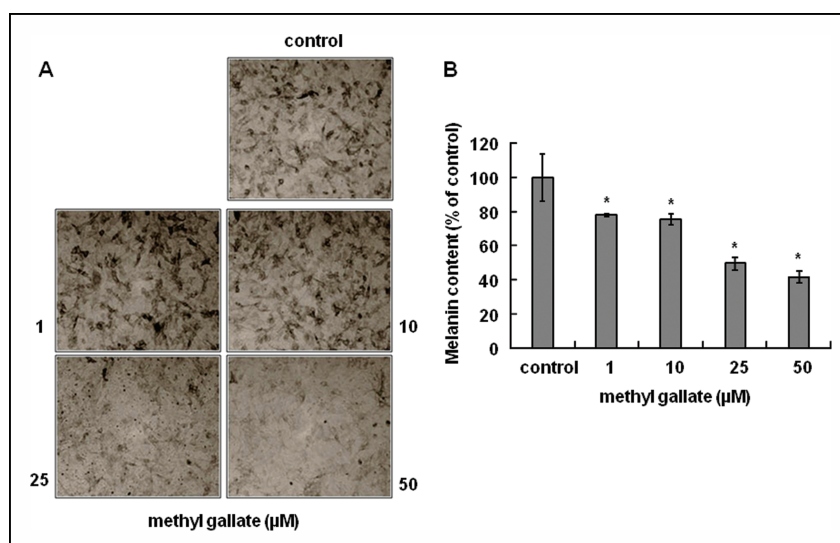 control
A
1
10
25
50
methyl gallate (µM)
B
Melanin content (% of control)
120
100
80
60
40
20
0
*
*
*
*
control 1 10 25 50
methyl gallate (µM)